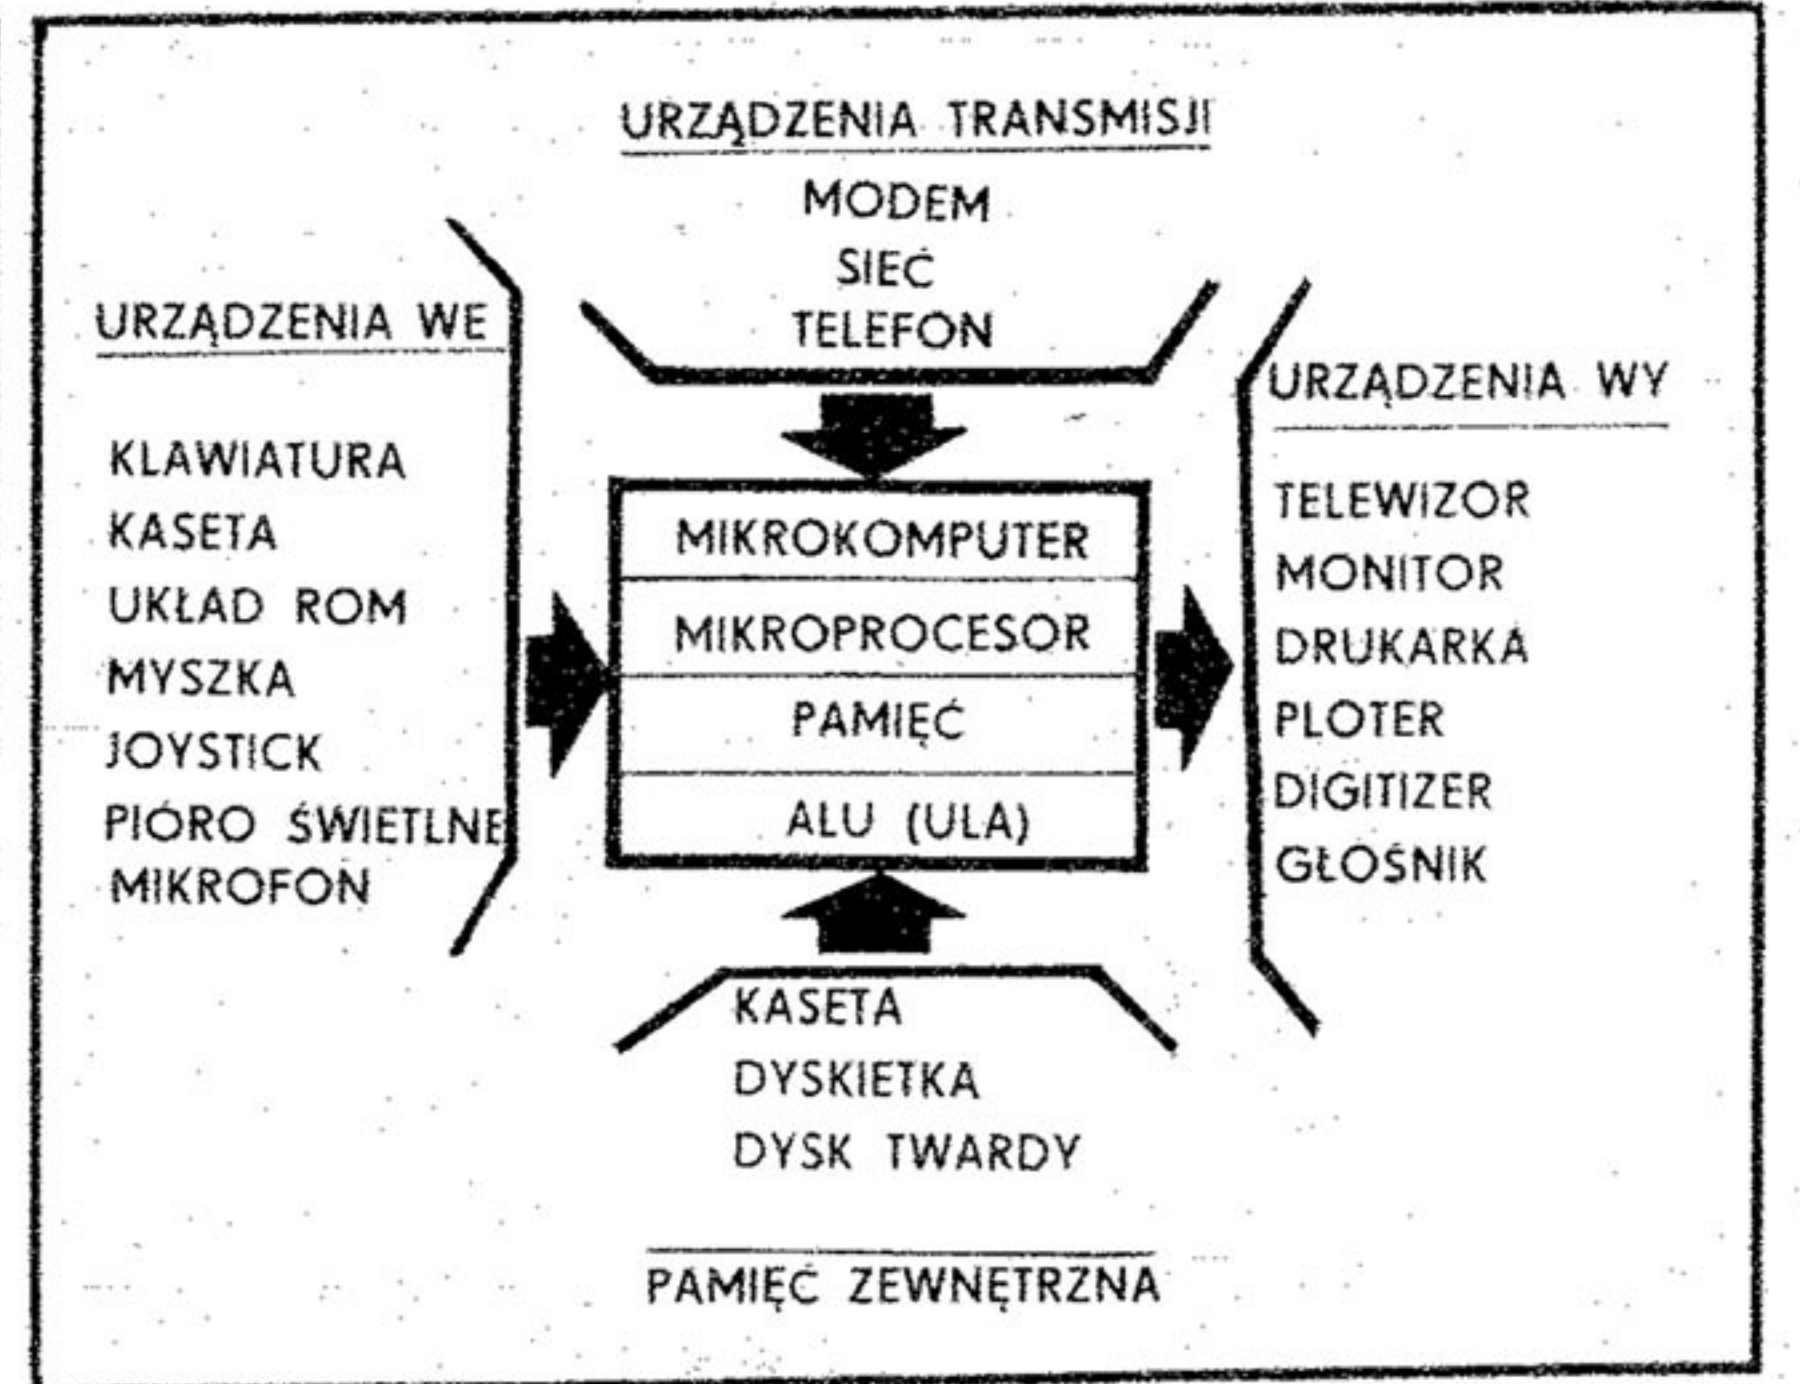 URZĄDZENIA TRANSMISJI
MODEM
SIEĆ
TELEFON
URZĄDZENIA WE
KLAWIATURA
KASETA
UKŁAD ROM
MYSZKA
JOYSTICK
PIÓRO ŚWIETLNE
MIKROFON
MIKROKOMPUTER
MIKROPROCESOR
PAMIĘĆ
ALU (ULA)
URZĄDZENIA WY
TELEWIZOR
MONITOR
DRUKARKA
PLOTER
DIGITIZER
GŁOŚNIK
KASETA
DYSKIETKA
DYSK TWARDY
PAMIĘĆ ZEWNĘTRZNA